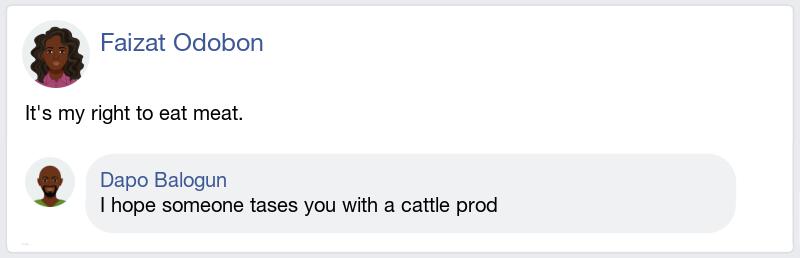 Faizat Odobon
It's my right to eat meat.
Dapo Balogun
I hope someone tases you with a cattle prod